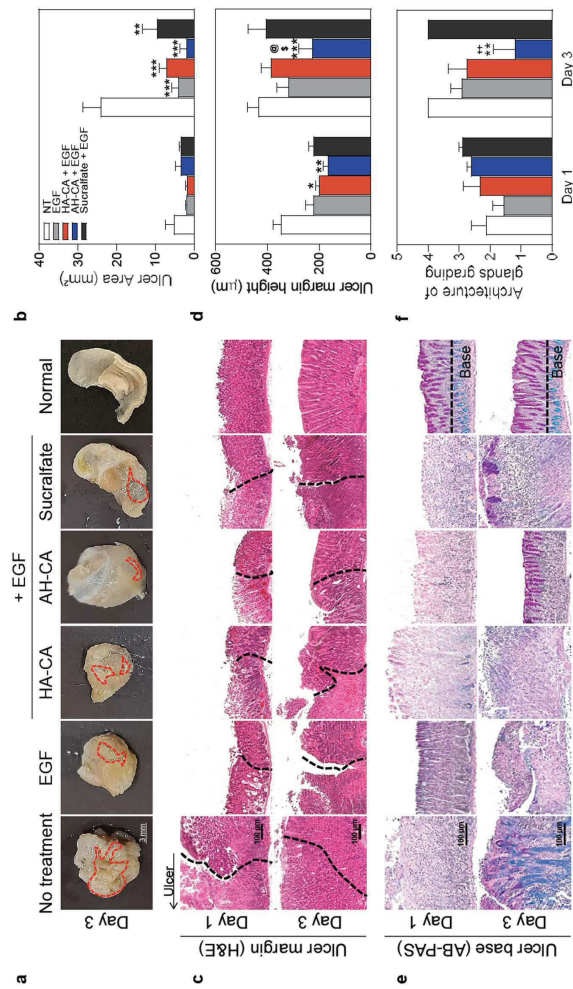 a
No treatment
EGF
+ EGF
HA-CA
AH-CA
Sucralfate
Normal
Day 3
3 mm
b
Ulcer Area (mm²)
40
30
20
10
0
NT
EGF
HA-CA + EGF
AH-CA + EGF
Sucralfate + EGF
***
***
***
**
c
Ulcer margin (H&E)
Day 1
Day 3
Ulcer
100 μm
100 μm
d
Ulcer margin height (μm)
600
400
200
0
*
**
@
$
***
e
Ulcer base (AB-PAS)
Day 1
Day 3
100 μm
100 μm
Base
Base
f
Architecture of
glands grading
5
4
3
2
1
0
‡‡
**
Day 1
Day 3